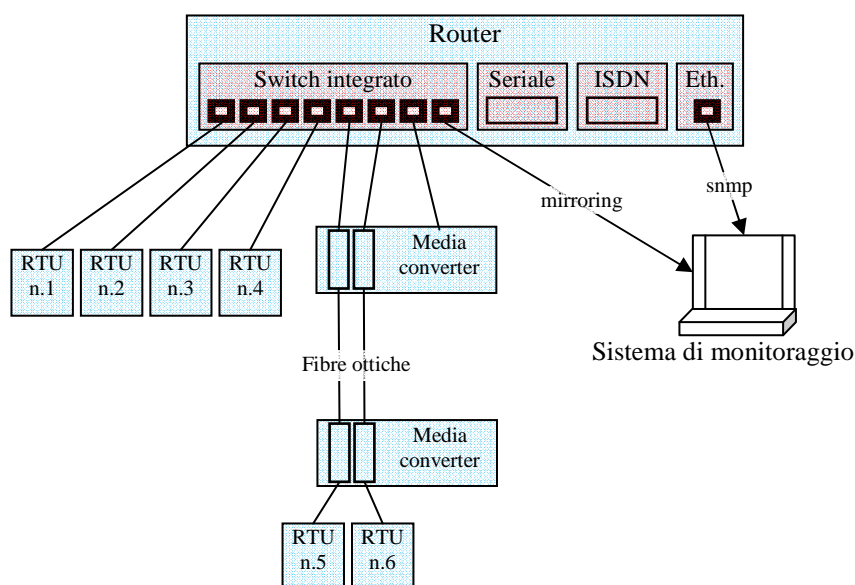 Router
Switch integrato
Seriale
ISDN
Eth.
mirroring
snmp
RTU
n.1
RTU
n.2
RTU
n.3
RTU
n.4
Media
converter
Sistema di monitoraggio
Fibre ottiche
Media
converter
RTU
n.5
RTU
n.6